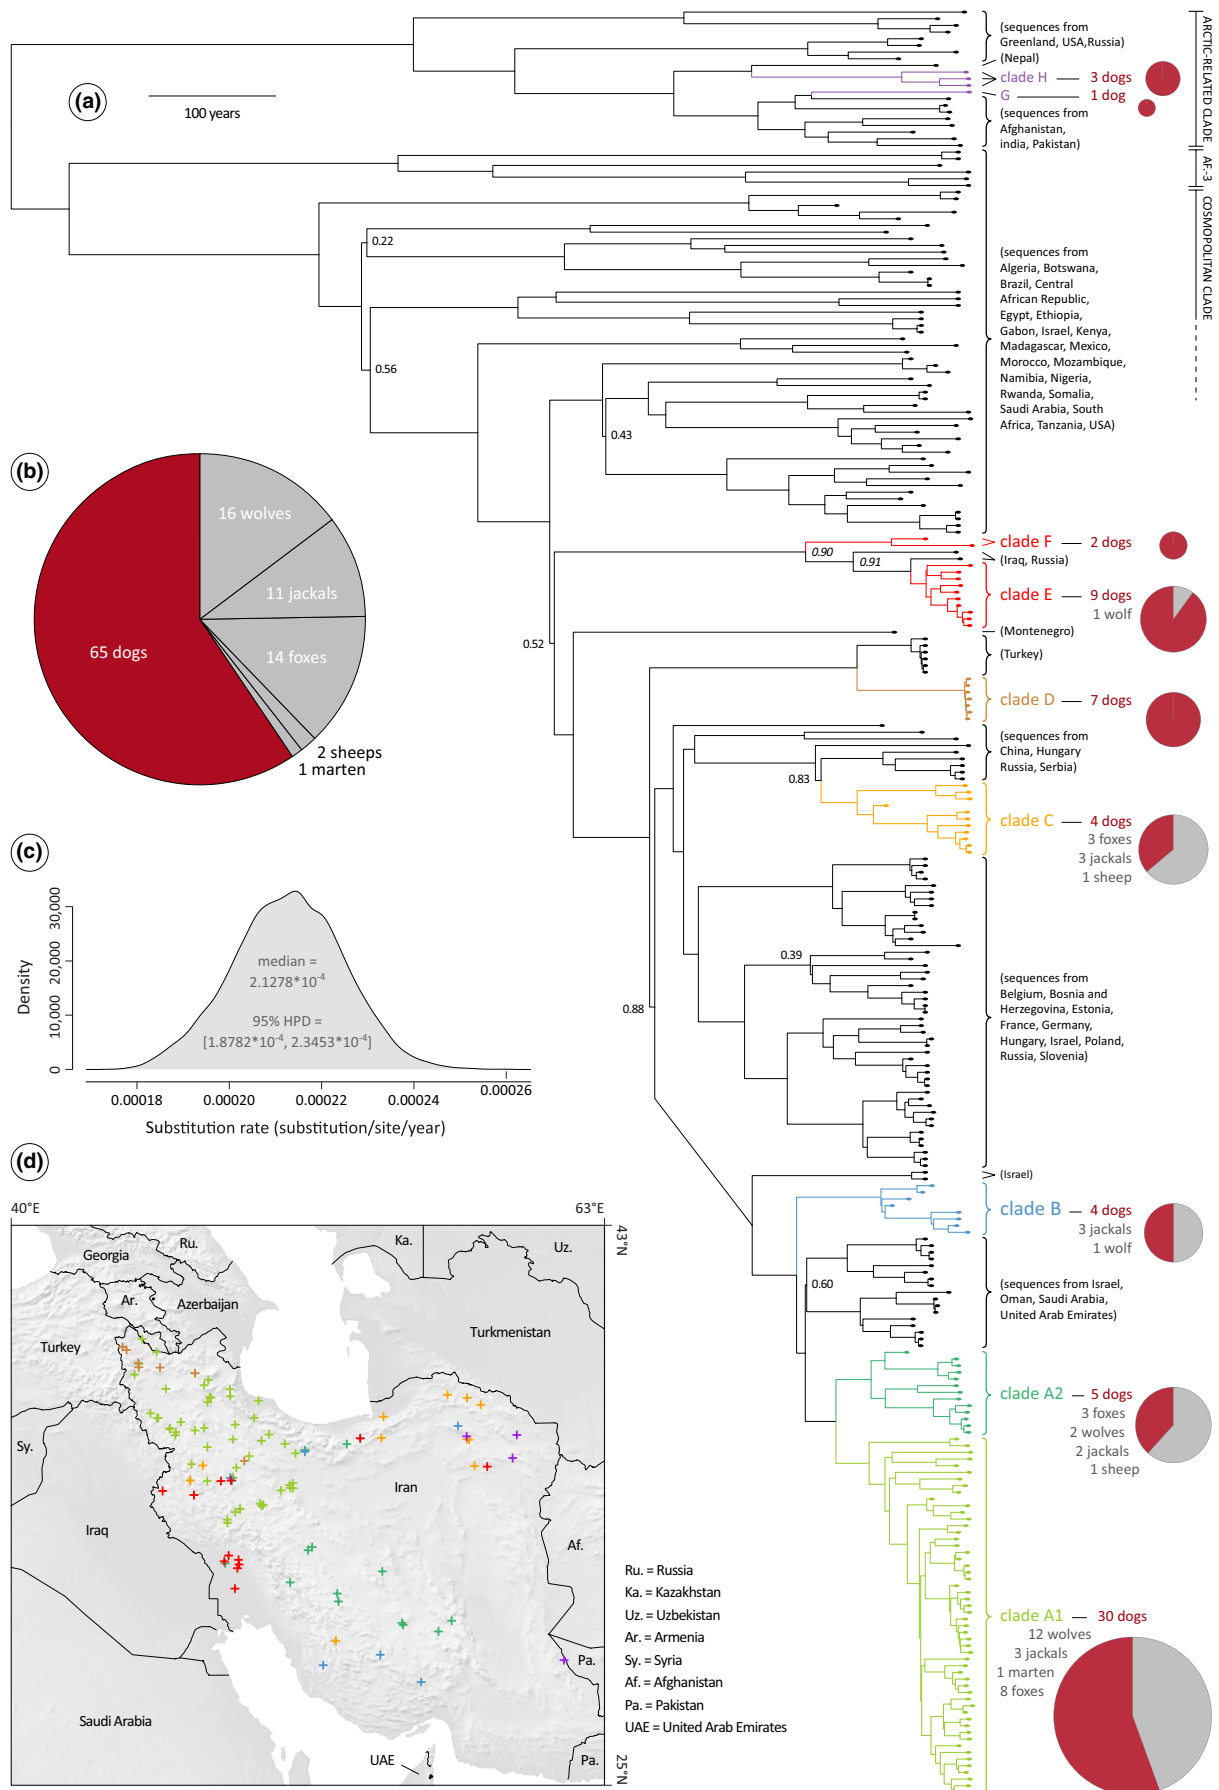 (a)
100 years
(sequences from
Greenland, USA,Russia)
(Nepal)
clade H
3 dogs
G
1 dog
(sequences from
Afghanistan,
india, Pakistan)
ARCTIC-RELATED CLADE
AF.-3
COSMOPOLITAN CLADE
0.22
0.56
0.43
(sequences from
Algeria, Botswana,
Brazil, Central
African Republic,
Egypt, Ethiopia,
Gabon, Israel, Kenya,
Madagascar, Mexico,
Morocco, Mozambique,
Namibia, Nigeria,
Rwanda, Somalia,
Saudi Arabia, South
Africa, Tanzania, USA)
0.90
0.91
clade F
2 dogs
(Iraq, Russia)
clade E
9 dogs
1 wolf
0.52
(Montenegro)
(Turkey)
clade D
7 dogs
(sequences from
China, Hungary
Russia, Serbia)
0.83
clade C
4 dogs
3 foxes
3 jackals
1 sheep
0.39
0.88
(sequences from
Belgium, Bosnia and
Herzegovina, Estonia,
France, Germany,
Hungary, Israel, Poland,
Russia, Slovenia)
(Israel)
clade B
4 dogs
3 jackals
1 wolf
0.60
(sequences from Israel,
Oman, Saudi Arabia,
United Arab Emirates)
clade A2
5 dogs
3 foxes
2 wolves
2 jackals
1 sheep
clade A1
30 dogs
12 wolves
3 jackals
1 marten
8 foxes
(b)
16 wolves
11 jackals
65 dogs
14 foxes
2 sheeps
1 marten
(c)
Density
0
10,000
20,000
30,000
median =
2.1278*10-4
95% HPD =
[1.8782*10-4, 2.3453*10-4]
0.00018
0.00020
0.00022
0.00024
0.00026
Substitution rate (substitution/site/year)
(d)
40°E
63°E
43°N
25°N
Georgia
Ru.
Ka.
Uz.
Ar.
Azerbaijan
Turkey
Turkmenistan
Sy.
Iran
Iraq
Af.
Pa.
Saudi Arabia
UAE
Pa.
Ru. = Russia
Ka. = Kazakhstan
Uz. = Uzbekistan
Ar. = Armenia
Sy. = Syria
Af. = Afghanistan
Pa. = Pakistan
UAE = United Arab Emirates